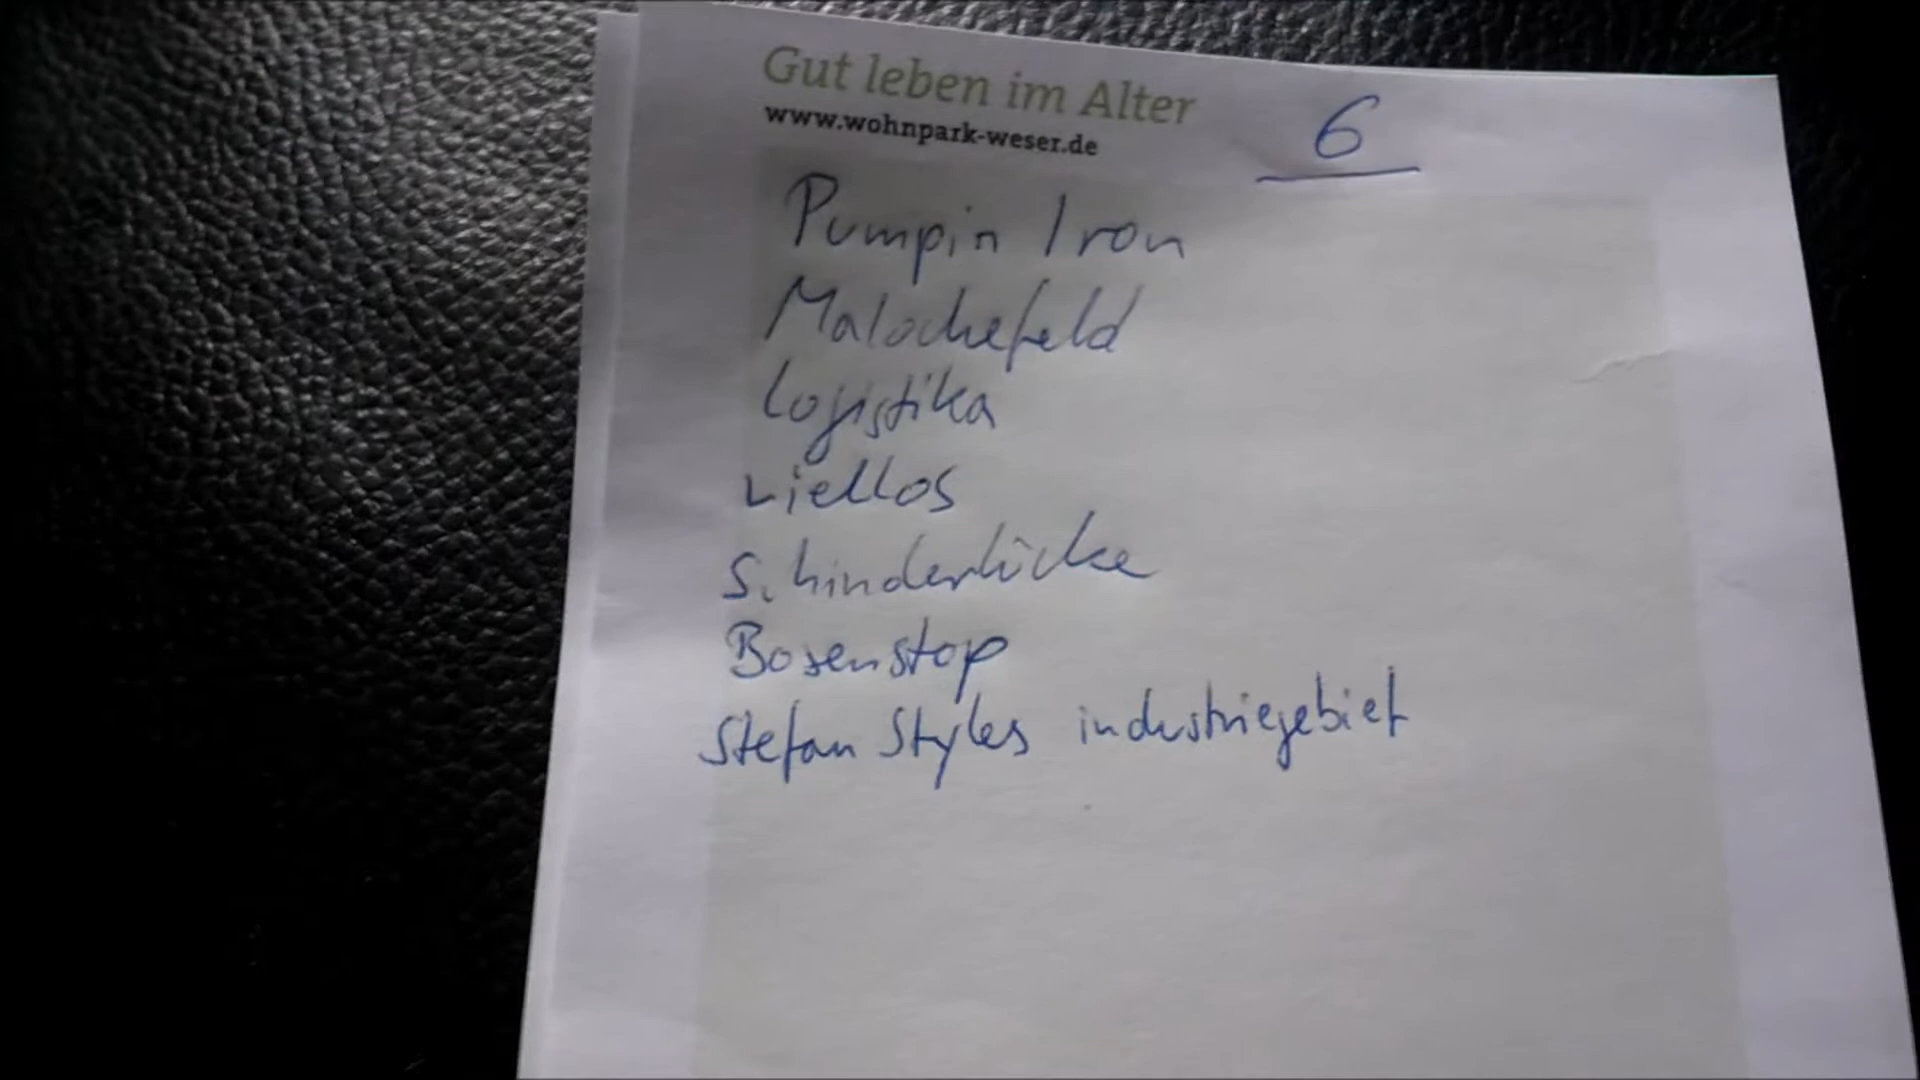 Gut leben im Alter
www.wohnpark-weser.de
6
Pumpin Iron
Malochefeld
Logistika
Liellos
Schinderlücke
Bosenstop
Stefan Styles industriegebiet